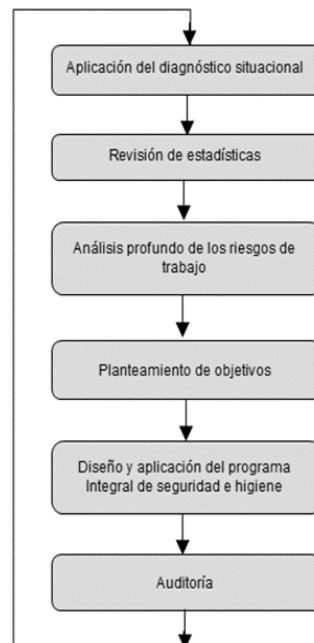 Aplicación del diagnóstico situacional
Revisión de estadísticas
Análisis profundo de los riesgos de
trabajo
Planteamiento de objetivos
Diseño y aplicación del programa
Integral de seguridad e higiene
Auditoría